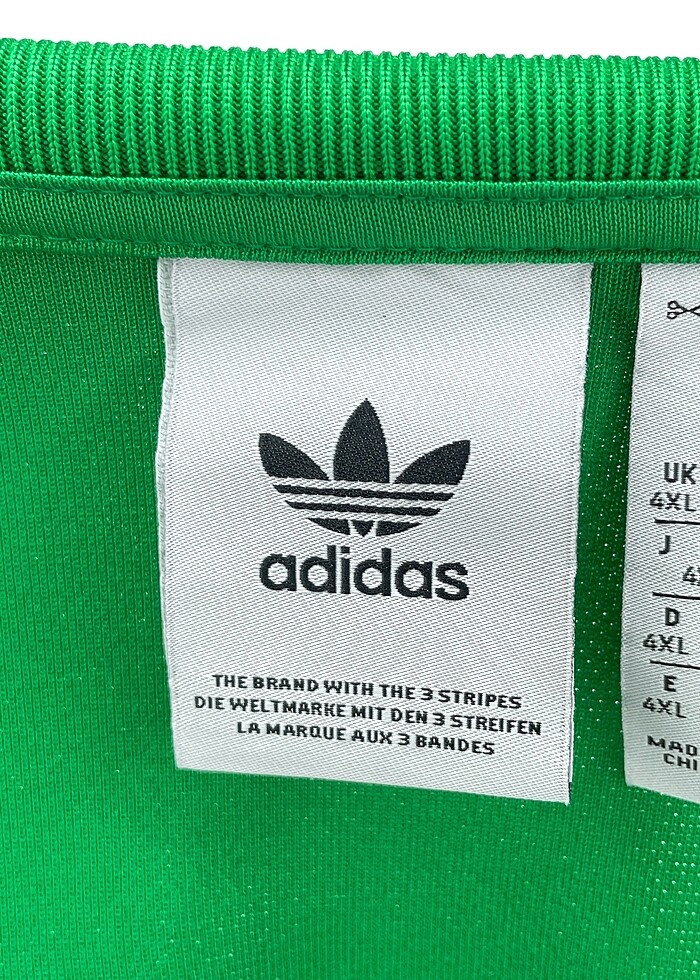 adidas
THE BRAND WITH THE 3 STRIPES
DIE WELTMARKE MIT DEN 3 STREIFEN
LA MARQUE AUX 3 BANDES
UK
4XL
J
D
4XL
E
4XL